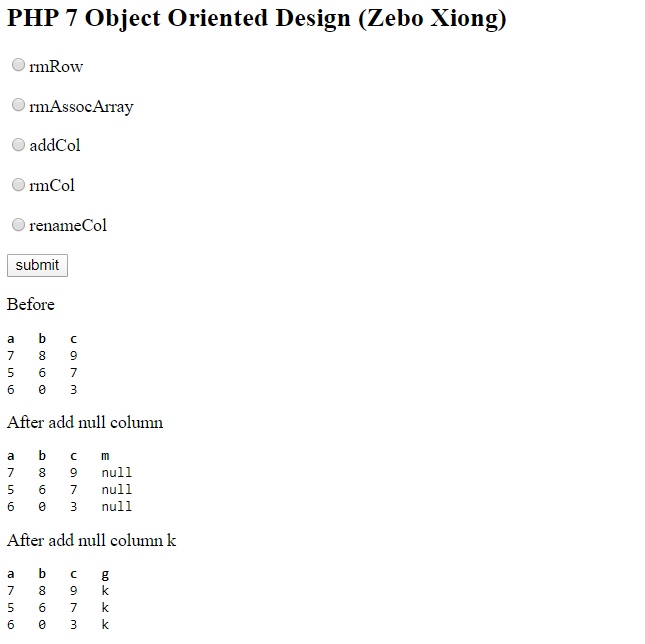 PHP 7 Object Oriented Design (Zebo Xiong)
rmRow
rmAssocArray
addCol
rmCol
renameCol
submit
Before
a b c
7 8 9
5 6 7
6 0 3
After add null column
a b c m
7 8 9 null
5 6 7 null
6 0 3 null
After add null column k
a b c g
7 8 9 k
5 6 7 k
6 0 3 k